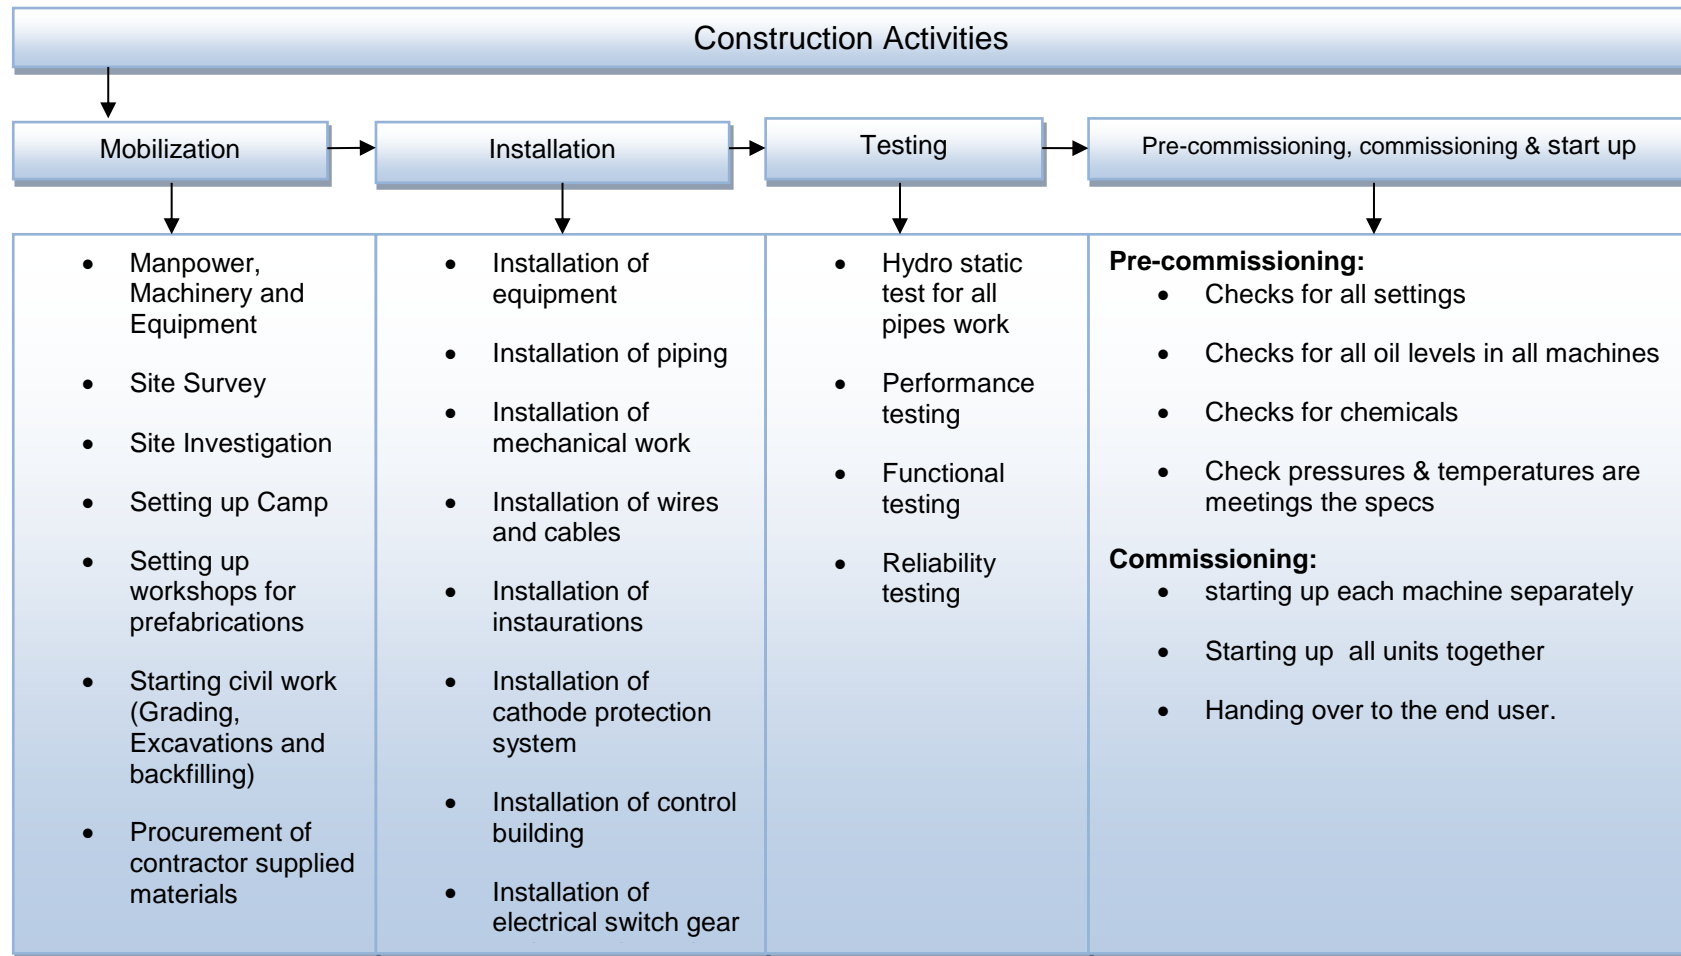 Construction Activities
Mobilization
Installation
Testing
Pre-commissioning, commissioning & start up
• Manpower,
Machinery and
Equipment
• Site Survey
• Site Investigation
• Setting up Camp
• Setting up
workshops for
prefabrications
• Starting civil work
(Grading,
Excavations and
backfilling)
• Procurement of
contractor supplied
materials
• Installation of
equipment
• Installation of piping
• Installation of
mechanical work
• Installation of wires
and cables
• Installation of
instaurations
• Installation of
cathode protection
system
• Installation of control
building
• Installation of
electrical switch gear
• Hydro static
test for all
pipes work
• Performance
testing
• Functional
testing
• Reliability
testing
Pre-commissioning:
• Checks for all settings
• Checks for all oil levels in all machines
• Checks for chemicals
• Check pressures & temperatures are
meetings the specs
Commissioning:
• starting up each machine separately
• Starting up all units together
• Handing over to the end user.